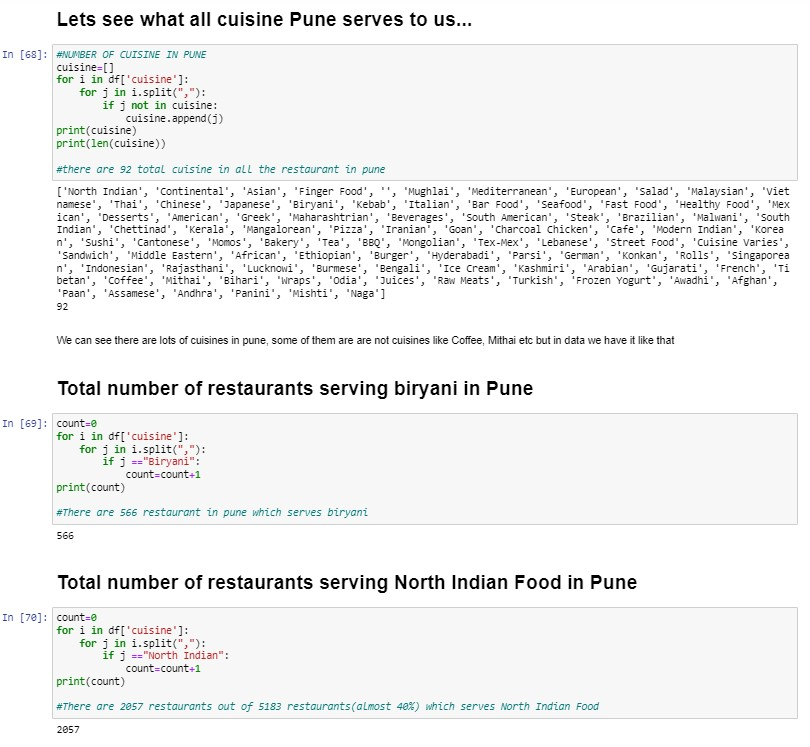 Lets see what all cuisine Pune serves to us...
In [68]: #NUMBER OF CUISINE IN PUNE
cuisine=[]
for i in df['cuisine']:
for j in i.split(","):
if j not in cuisine:
cuisine.append(j)
print(cuisine)
print(len(cuisine))
#there are 92 total cuisine in all the restaurant in pune
['North Indian', 'Continental', 'Asian', 'Finger Food', '', 'Mughlai', 'Mediterranean', 'European', 'Salad', 'Malaysian', 'Viet
namese', 'Thai', 'Chinese', 'Japanese', 'Biryani', 'Kebab', 'Italian', 'Bar Food', 'Seafood', 'Fast Food', 'Healthy Food', 'Mex
ican', 'Desserts', 'American', 'Greek', 'Maharashtrian', 'Beverages', 'South American', 'Steak', 'Brazilian', 'Malwani', 'South
Indian', 'Chettinad', 'Kerala', 'Mangalorean', 'Pizza', 'Iranian', 'Goan', 'Charcoal Chicken', 'Cafe', 'Modern Indian', 'Korea
n', 'Sushi', 'Cantonese', 'Momos', 'Bakery', 'Tea', 'BBQ', 'Mongolian', 'Tex-Mex', 'Lebanese', 'Street Food', 'Cuisine Varies',
'Sandwich', 'Middle Eastern', 'African', 'Ethiopian', 'Burger', 'Hyderabadi', 'Parsi', 'German', 'Konkan', 'Rolls', 'Singaporea
n', 'Indonesian', 'Rajasthani', 'Lucknowi', 'Burmese', 'Bengali', 'Ice Cream', 'Kashmiri', 'Arabian', 'Gujarati', 'French', 'Ti
betan', 'Coffee', 'Mithai', 'Bihari', 'Wraps', 'Odia', 'Juices', 'Raw Meats', 'Turkish', 'Frozen Yogurt', 'Awadhi', 'Afghan',
'Paan', 'Assamese', 'Andhra', 'Panini', 'Mishti', 'Naga']
92
We can see there are lots of cuisines in pune, some of them are are not cuisines like Coffee, Mithai etc but in data we have it like that
Total number of restaurants serving biryani in Pune
In [69]: count=0
for i in df['cuisine']:
for j in i.split(","):
if j =="Biryani":
count=count+1
print(count)
#There are 566 restaurant in pune which serves biryani
566
Total number of restaurants serving North Indian Food in Pune
In [70]: count=0
for i in df['cuisine']:
for j in i.split(","):
if j =="North Indian":
count=count+1
print(count)
#There are 2057 restaurants out of 5183 restaurants(almost 40%) which serves North Indian Food
2057